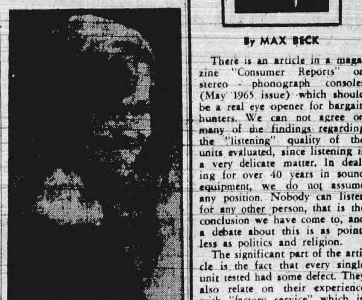 By MAX BECK
There is an article in a maga-
zine "Consumer Reports" on
stereo - phonograph consoles
(May 1965 issue) which should
be a real eye opener for bargain
hunters. We can not agree on
many of the findings regarding
the "listening" quality of the
units evaluated, since listening is
a very delicate matter. In deal-
ing for over 40 years in sound
equipment, we do not assume
any position. Nobody can listen
for any other person, that is the
conclusion we have come to, and
a debate about this is as point-
less as politics and religion.
The significant part of the arti-
cle is the fact that every single
unit tested had some defect. They
also relate on their experience
with "factory service" which